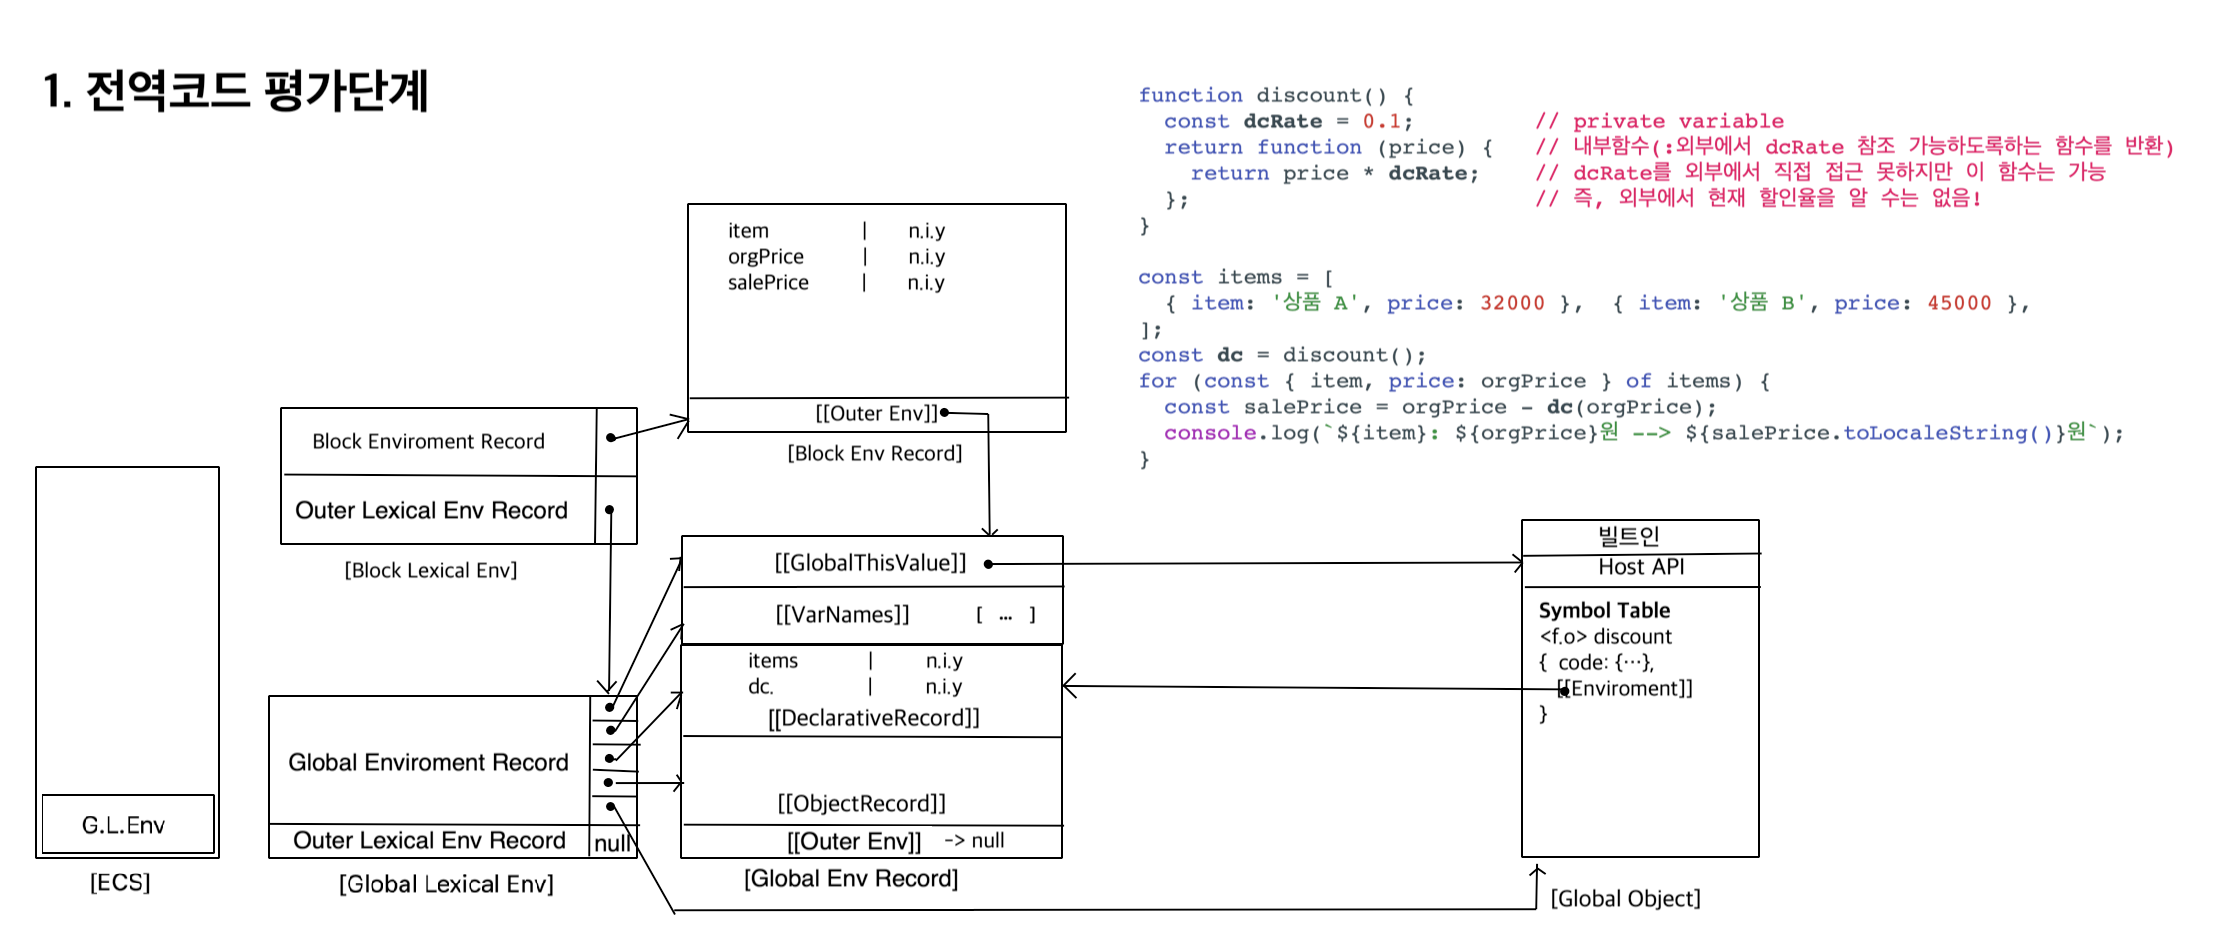 1. 전역코드 평가단계
function discount() {
const dcRate = 0.1; // private variable
return function (price) { // 내부함수(:외부에서 dcRate 참조 가능하도록하는 함수를 반환)
return price * dcRate; // dcRate를 외부에서 직접 접근 못하지만 이 함수는 가능
}; // 즉, 외부에서 현재 할인율을 알 수는 없음!
}
const items = [
{ item: '상품 A', price: 32000 }, { item: '상품 B', price: 45000 },
];
const dc = discount();
for (const { item, price: orgPrice } of items) {
const salePrice = orgPrice - dc(orgPrice);
console.log(`${item}: ${orgPrice}원 --> ${salePrice.toLocaleString()}원`);
}
item | n.i.y
orgPrice | n.i.y
salePrice | n.i.y
[[Outer Env]]
[Block Env Record]
Block Enviroment Record
Outer Lexical Env Record
[Block Lexical Env]
G.L.Env
[ECS]
Global Enviroment Record
Outer Lexical Env Record null
[Global Lexical Env]
[[GlobalThisValue]]
[[VarNames]] [ … ]
items | n.i.y
dc. | n.i.y
[[DeclarativeRecord]]
[[ObjectRecord]]
[[Outer Env]] -> null
[Global Env Record]
빌트인
Host API
Symbol Table
<f.o> discount
{ code: {…},
[[Enviroment]]
}
[Global Object]